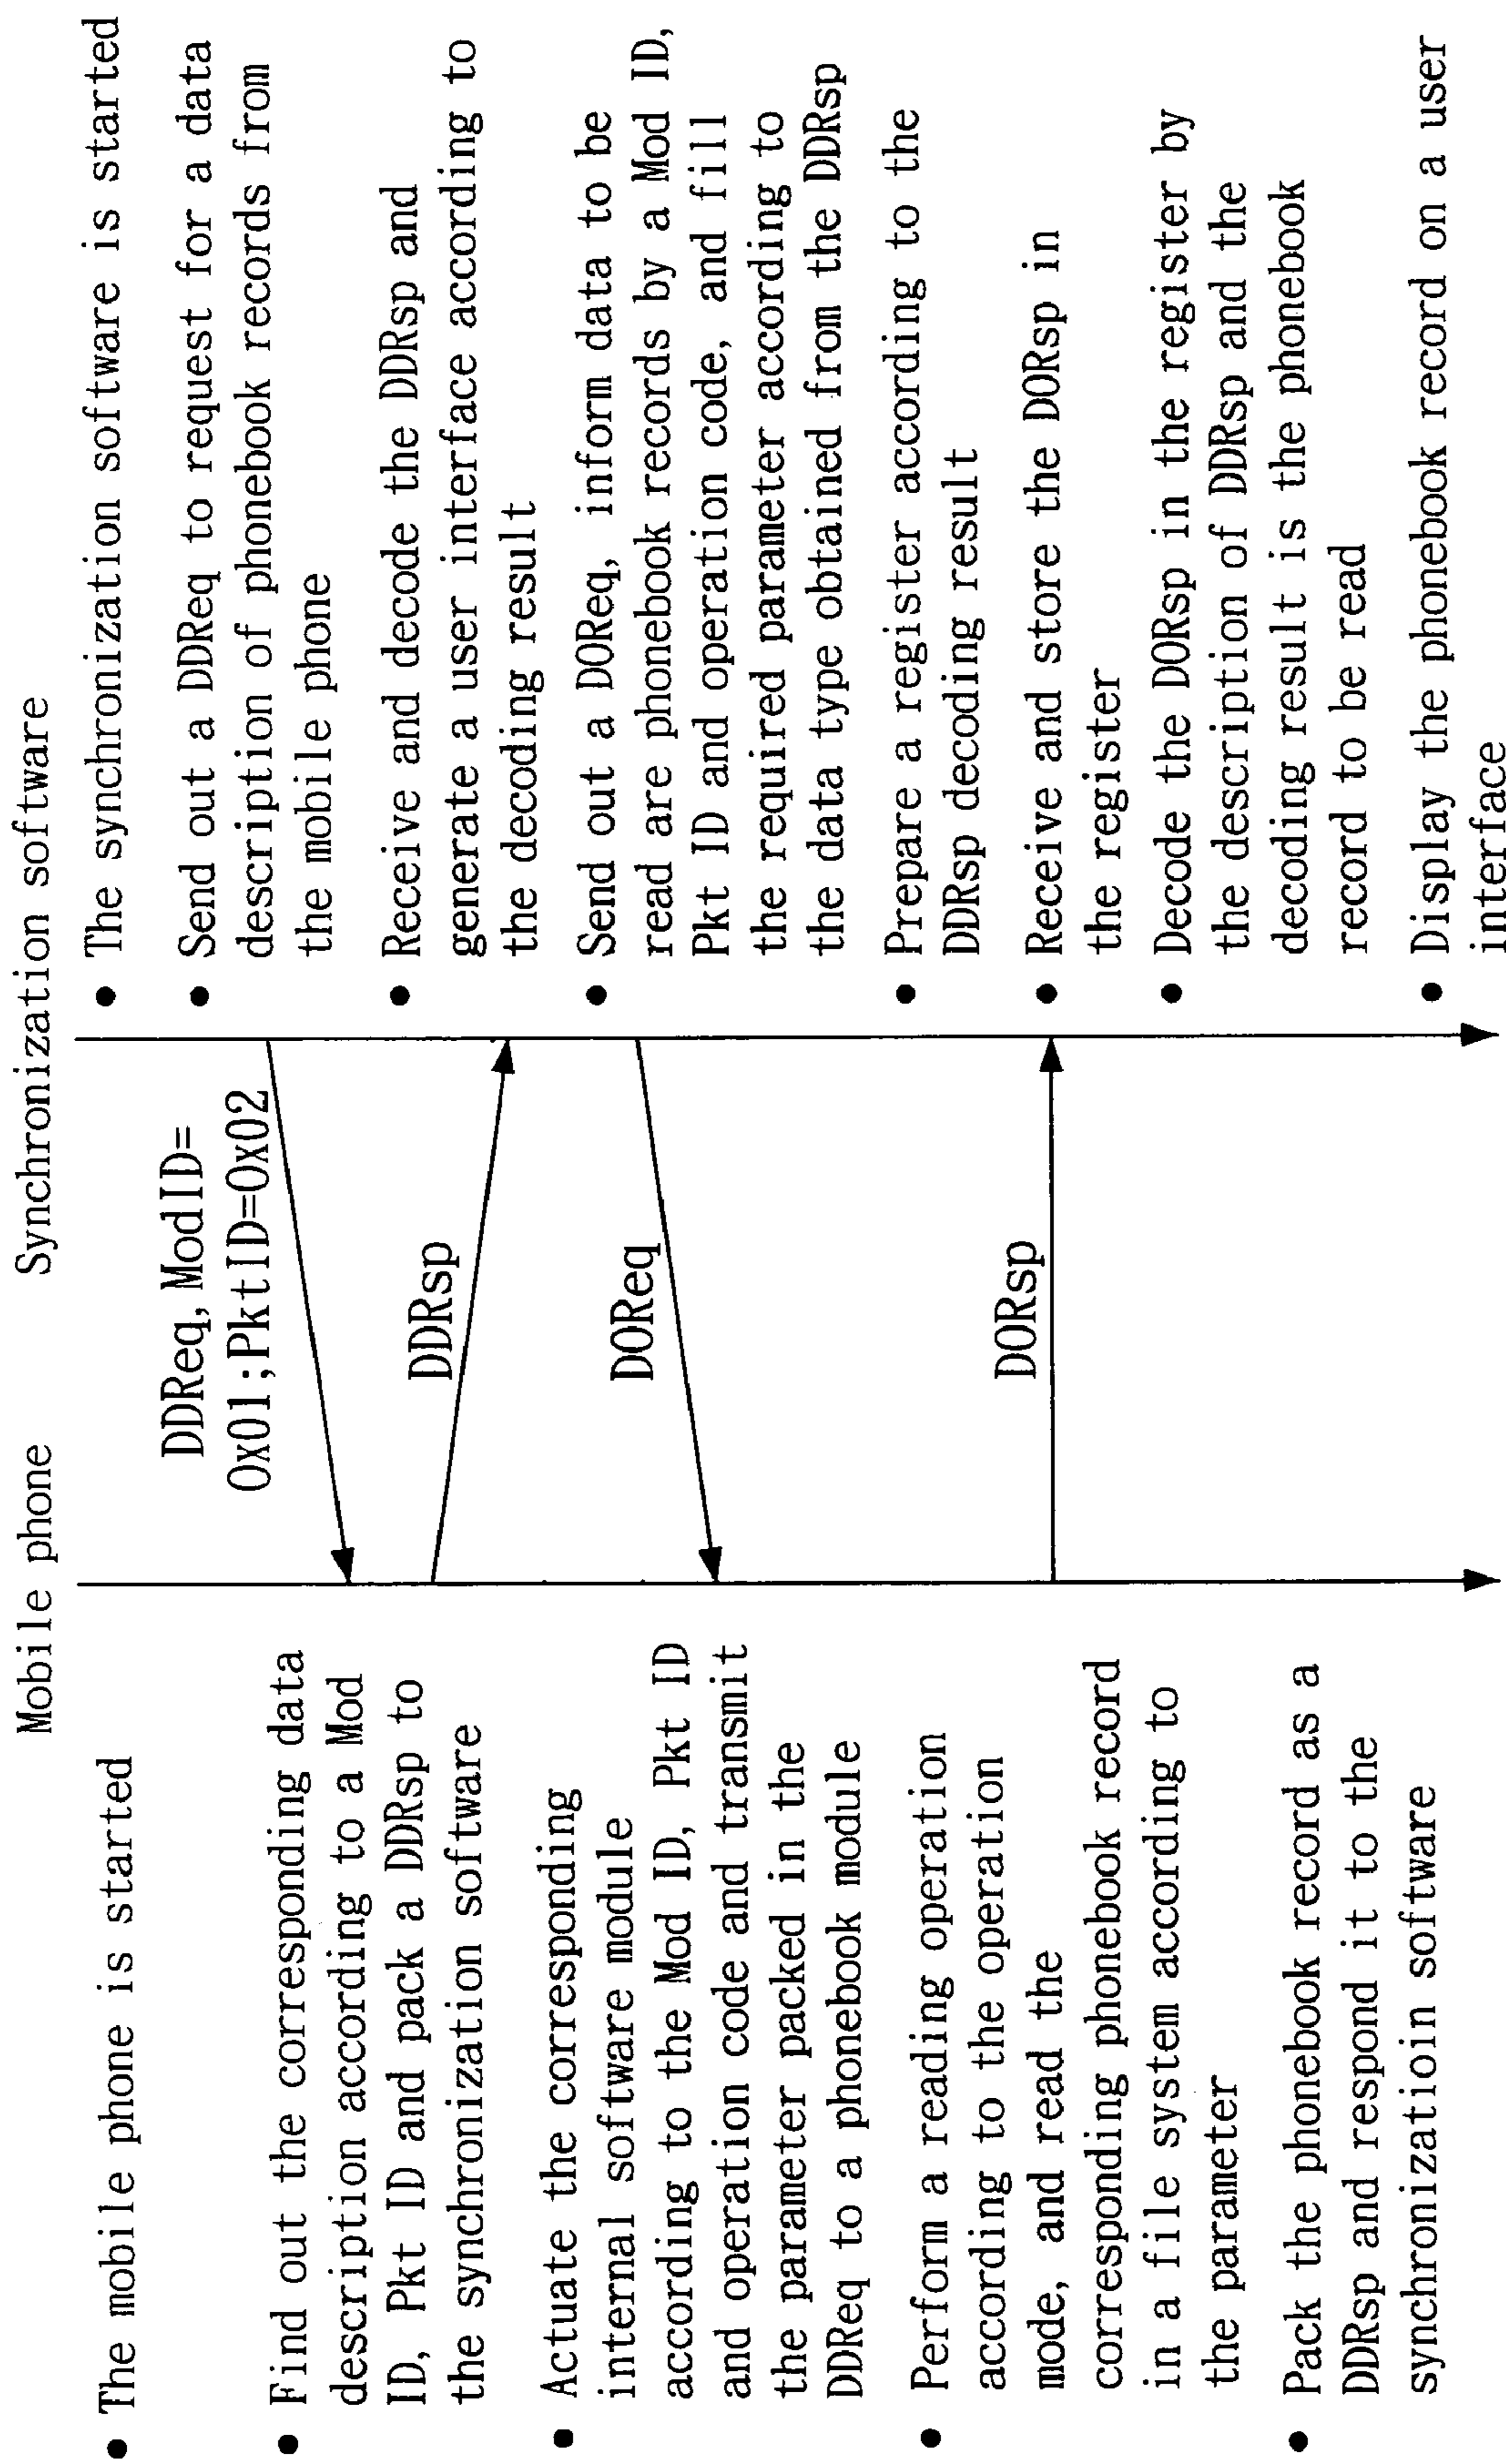 Mobile phone
Synchronization software
● The mobile phone is started
● Find out the corresponding data
description according to a Mod
ID, Pkt ID and pack a DDRsp to
the synchronization software
● Actuate the corresponding
internal software module
according to the Mod ID, Pkt ID
and operation code and transmit
the parameter packed in the
DDReq to a phonebook module
● Perform a reading operation
according to the operation
mode, and read the
corresponding phonebook record
in a file system according to
the parameter
● Pack the phonebook record as a
DDRsp and respond it to the
synchronizatioin software
DDReq, ModID=
0x01;PktID=0x02
DDRsp
DOReq
DORsp
● The synchronization software is started
● Send out a DDReq to request for a data
description of phonebook records from
the mobile phone
● Receive and decode the DDRsp and
generate a user interface according to
the decoding result
● Send out a DOReq, inform data to be
read are phonebook records by a Mod ID,
Pkt ID and operation code, and fill
the required parameter according to
the data type obtained from the DDRsp
● Prepare a register according to the
DDRsp decoding result
● Receive and store the DORsp in
the register
● Decode the DORsp in the register by
the description of DDRsp and the
decoding result is the phonebook
record to be read
● Display the phonebook record on a user
interface